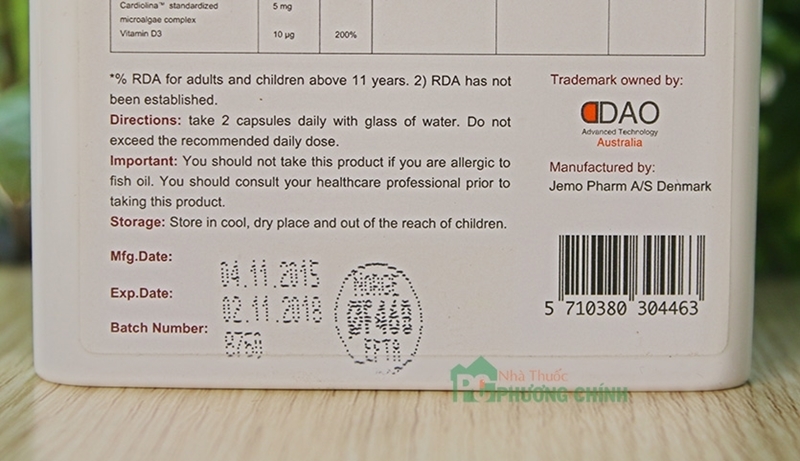 Cardiolina™ standardized 5 mg
microalgae complex
Vitamin D3 10 µg 200%
*% RDA for adults and children above 11 years. 2) RDA has not
been established.
Directions: take 2 capsules daily with glass of water. Do not
exceed the recommended daily dose.
Important: You should not take this product if you are allergic to
fish oil. You should consult your healthcare professional prior to
taking this product.
Storage: Store in cool, dry place and out of the reach of children.
Trademark owned by:
DAO
Advanced Technology
Australia
Manufactured by:
Jemo Pharm A/S Denmark
Mfg.Date: 04.11.2015
Exp.Date: 02.11.2018
Batch Number: 8760
NORGE
ØF468
EFTA
5 710380 304463
PC Nhà Thuốc
PHƯƠNG CHÍNH